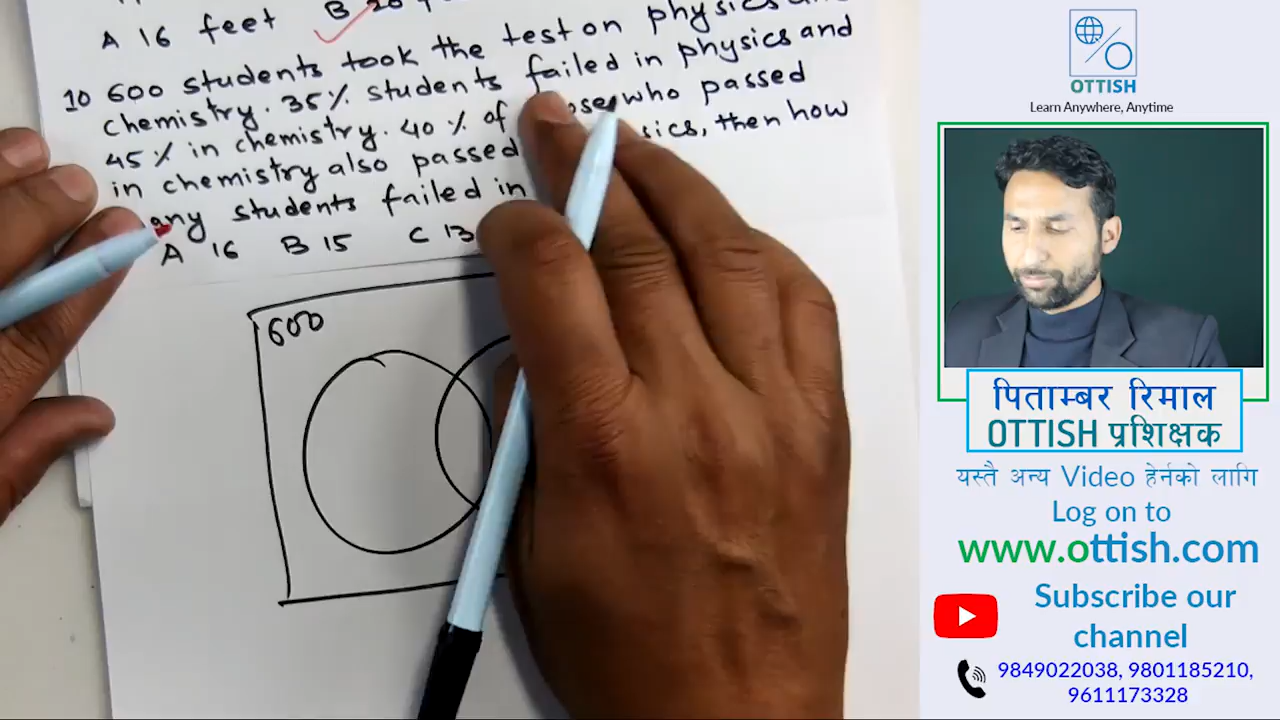 A 16 feet B 20
10 600 students took the test on physics
chemistry. 35% students failed in physics and
45% in chemistry. 40% of who passed
in chemistry also passed then how
any students failed in
A 16 B 15 C 13
600
OTTISH
Learn Anywhere, Anytime
पिताम्बर रिमाल
OTTISH प्रशिक्षक
यस्तै अन्य Video हेर्नको लागि
Log on to
www.ottish.com
Subscribe our
channel
9849022038, 9801185210,
9611173328